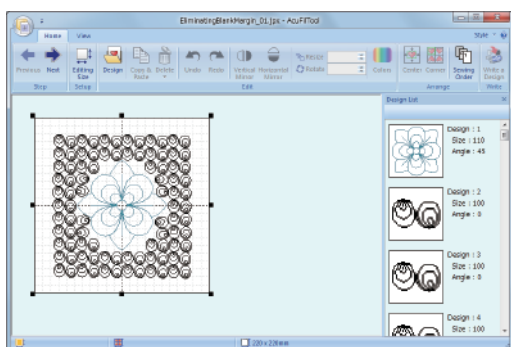 EliminatingBlankMargin_01.jps - AcuFilTool
Home View Style
Previous Next Editing Size Design Copy & Paste Delete Undo Redo Vertical Mirror Horizontal Mirror Resize Rotate Colors Center Corner Sewing Order Write a Design
Step Setup Edit Arrange Write
Design List
Design : 1
Size : 110
Angle : 45
Design : 2
Size : 100
Angle : 0
Design : 3
Size : 100
Angle : 0
Design : 4
Size : 100
220 x 226mm